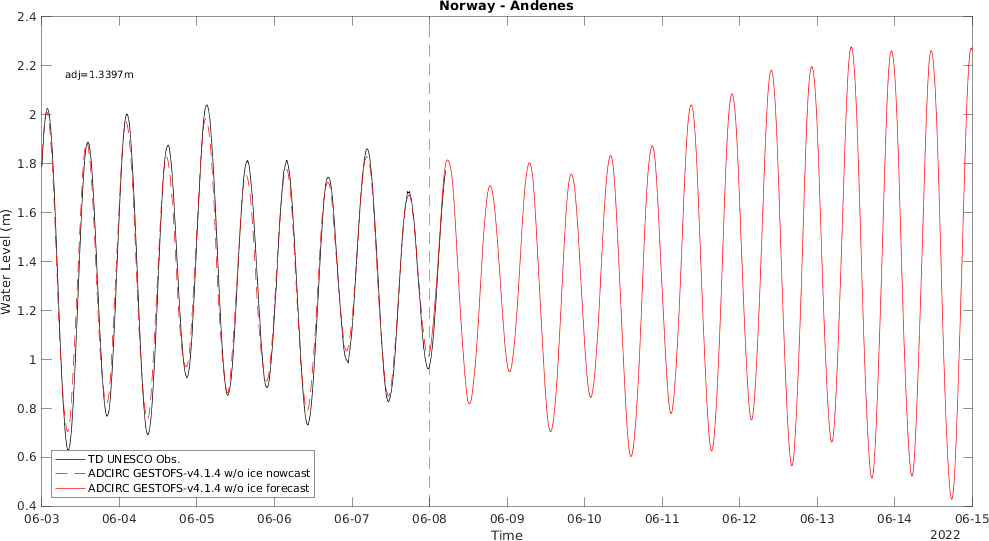 Norway - Andenes
2.4
2.2
2
1.8
1.6
1.4
1.2
1
0.8
0.6
0.4
Water Level (m)
adj=1.3397m
TD UNESCO Obs.
ADCIRC GESTOFS-v4.1.4 w/o ice nowcast
ADCIRC GESTOFS-v4.1.4 w/o ice forecast
06-03 06-04 06-05 06-06 06-07 06-08 06-09 06-10 06-11 06-12 06-13 06-14 06-15
Time
2022